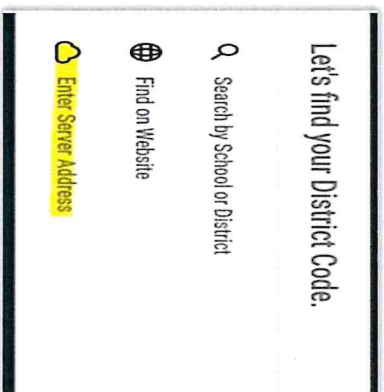 Let's find your District Code.
Search by School or District
Find on Website
Enter Server Address